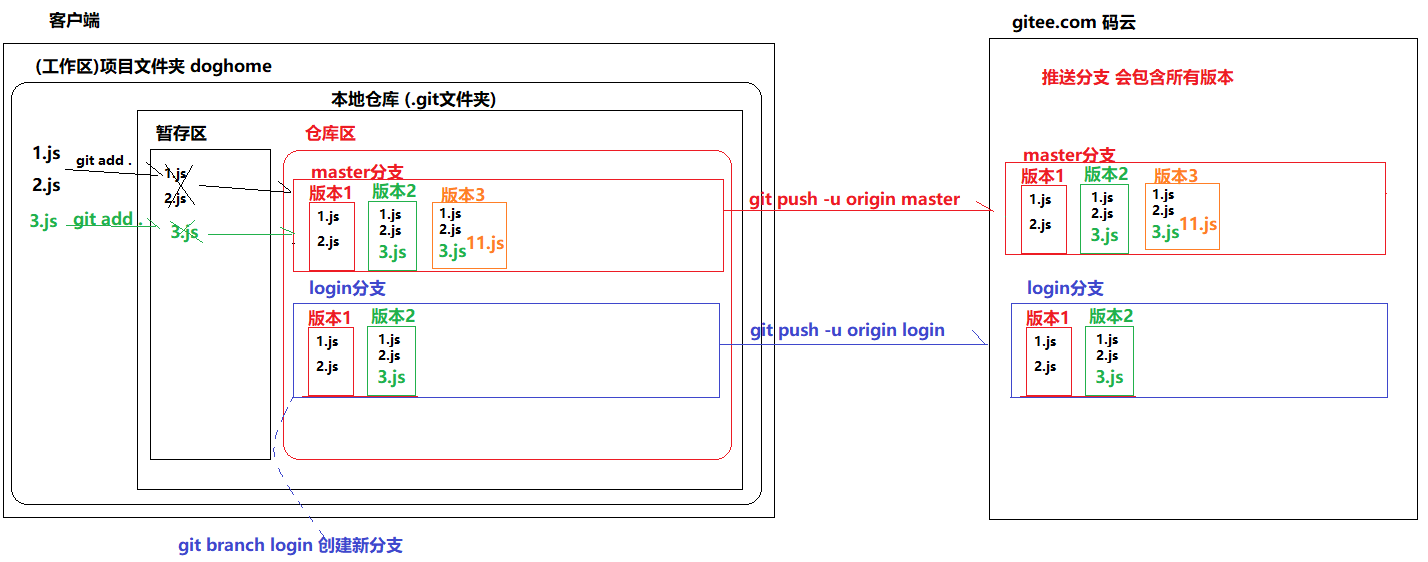 客户端
(工作区)项目文件夹 doghome
本地仓库 (.git文件夹)
暂存区
仓库区
1.js
2.js
git add .
1.js
2.js
3.js
git add .
3.js
master分支
版本1
版本2
版本3
1.js
2.js
1.js
2.js
3.js
1.js
2.js
3.js
11.js
login分支
版本1
版本2
1.js
2.js
1.js
2.js
3.js
git branch login 创建新分支
git push -u origin master
git push -u origin login
gitee.com 码云
推送分支 会包含所有版本
master分支
版本1
版本2
版本3
1.js
2.js
1.js
2.js
3.js
1.js
2.js
3.js
11.js
login分支
版本1
版本2
1.js
2.js
1.js
2.js
3.js